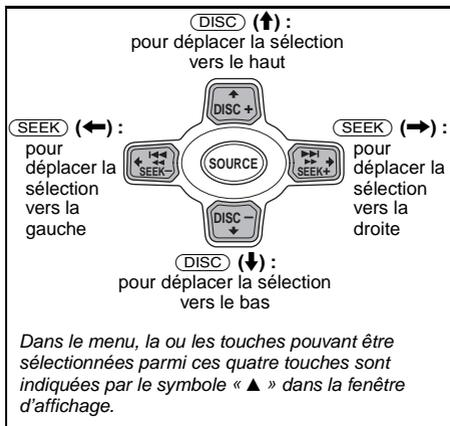 DISC (↑) :
pour déplacer la sélection
vers le haut
DISC +
SEEK (←) :
pour
déplacer la
sélection
vers la
gauche
SEEK−
SOURCE
SEEK+
SEEK (→) :
pour
déplacer la
sélection
vers la
droite
DISC −
DISC (↓) :
pour déplacer la sélection
vers le bas
Dans le menu, la ou les touches pouvant être
sélectionnées parmi ces quatre touches sont
indiquées par le symbole « ▲ » dans la fenêtre
d'affichage.